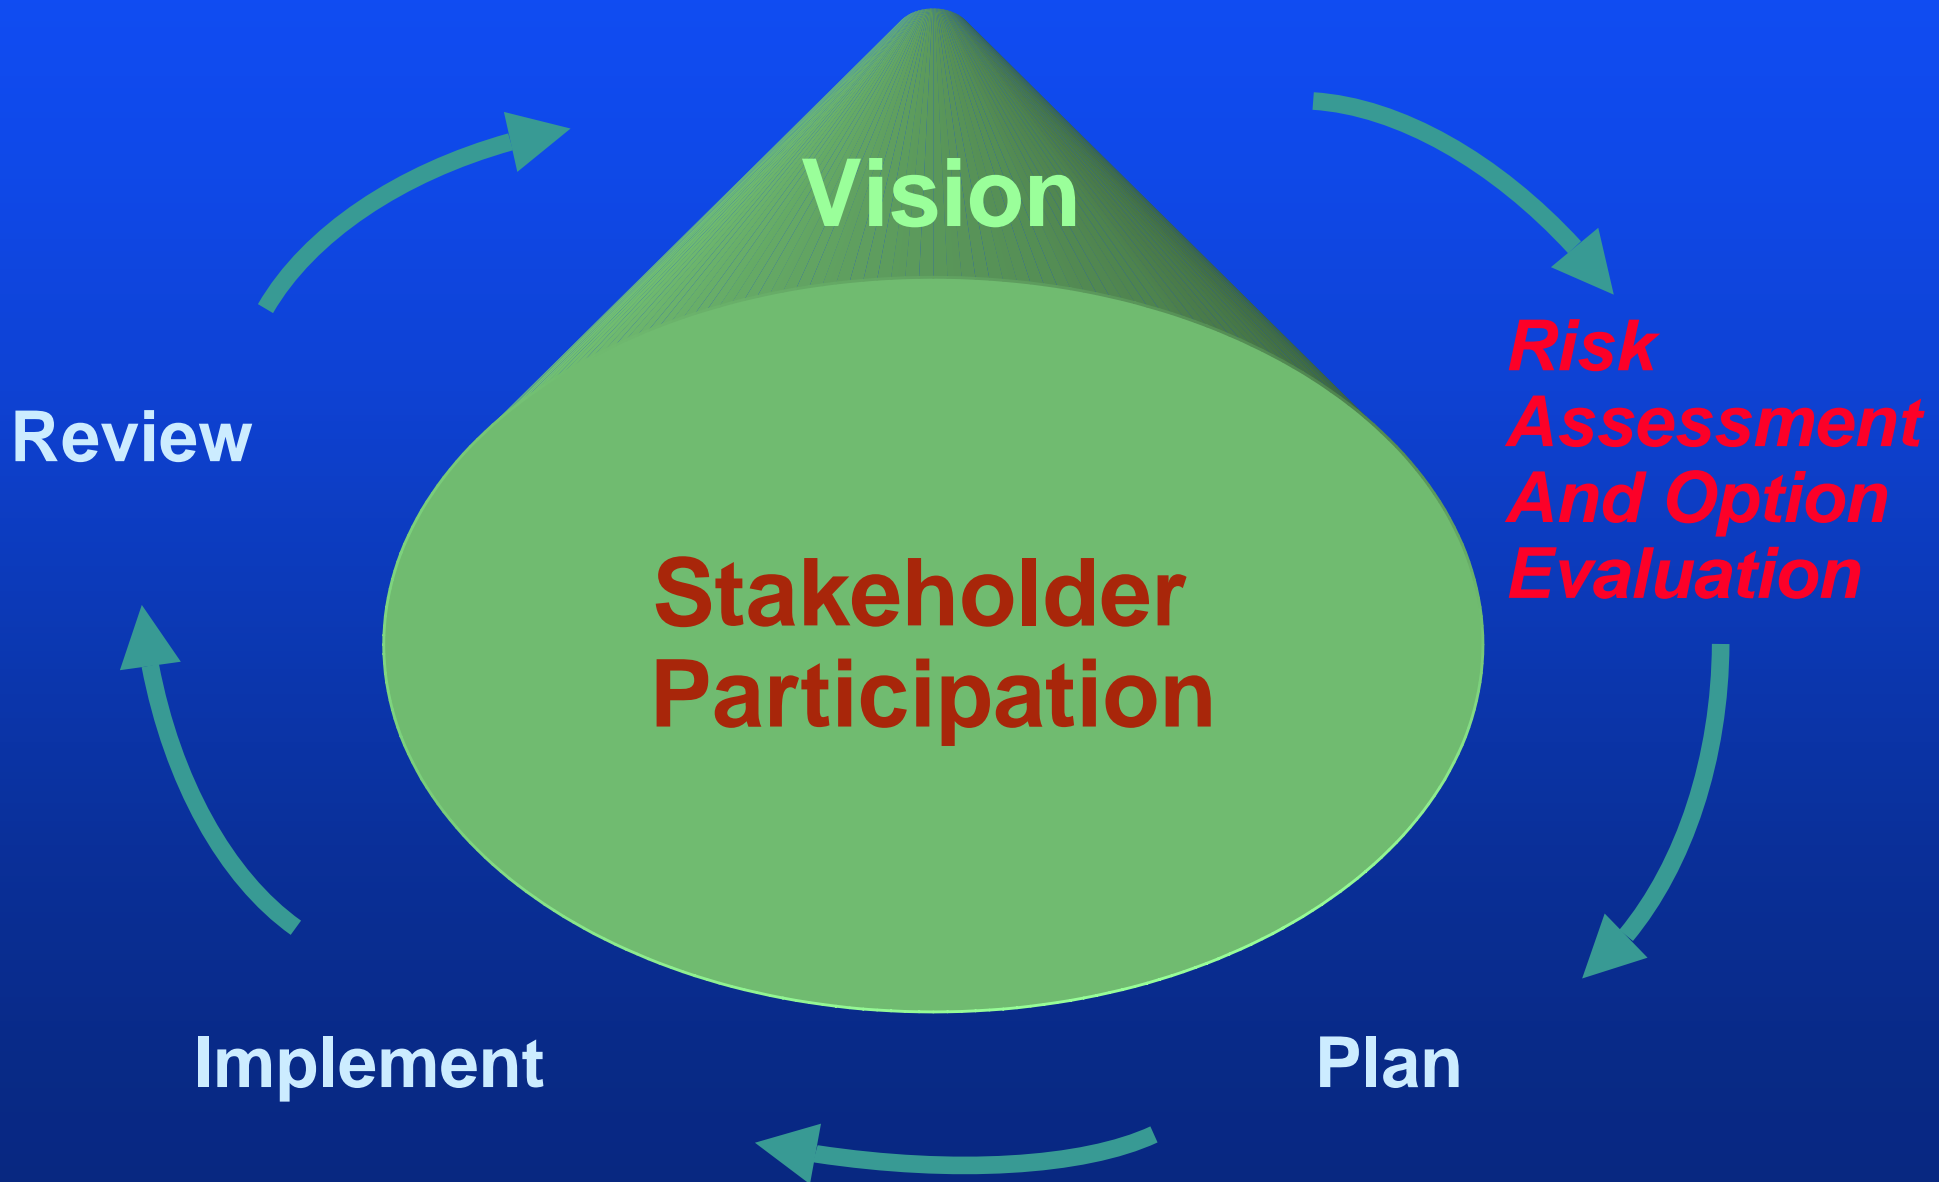 Vision
Risk
Assessment
And Option
Evaluation
Review
Stakeholder
Participation
Implement
Plan